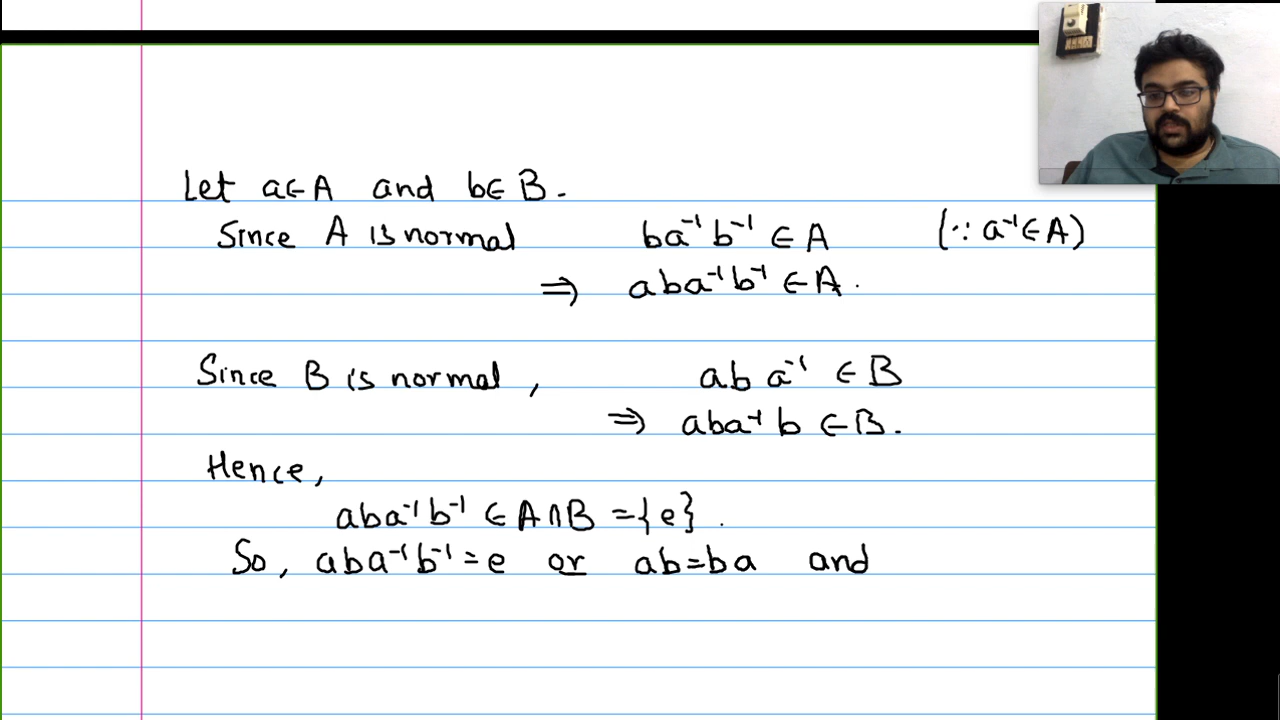 Let a∈A and b∈B.
Since A is normal ba⁻¹b⁻¹ ∈ A (∵ a⁻¹∈A)
⇒ aba⁻¹b⁻¹ ∈ A.
Since B is normal, aba⁻¹ ∈ B
⇒ aba⁻¹b ∈ B.
Hence,
aba⁻¹b⁻¹ ∈ A∩B = {e}.
So, aba⁻¹b⁻¹ = e or ab=ba and